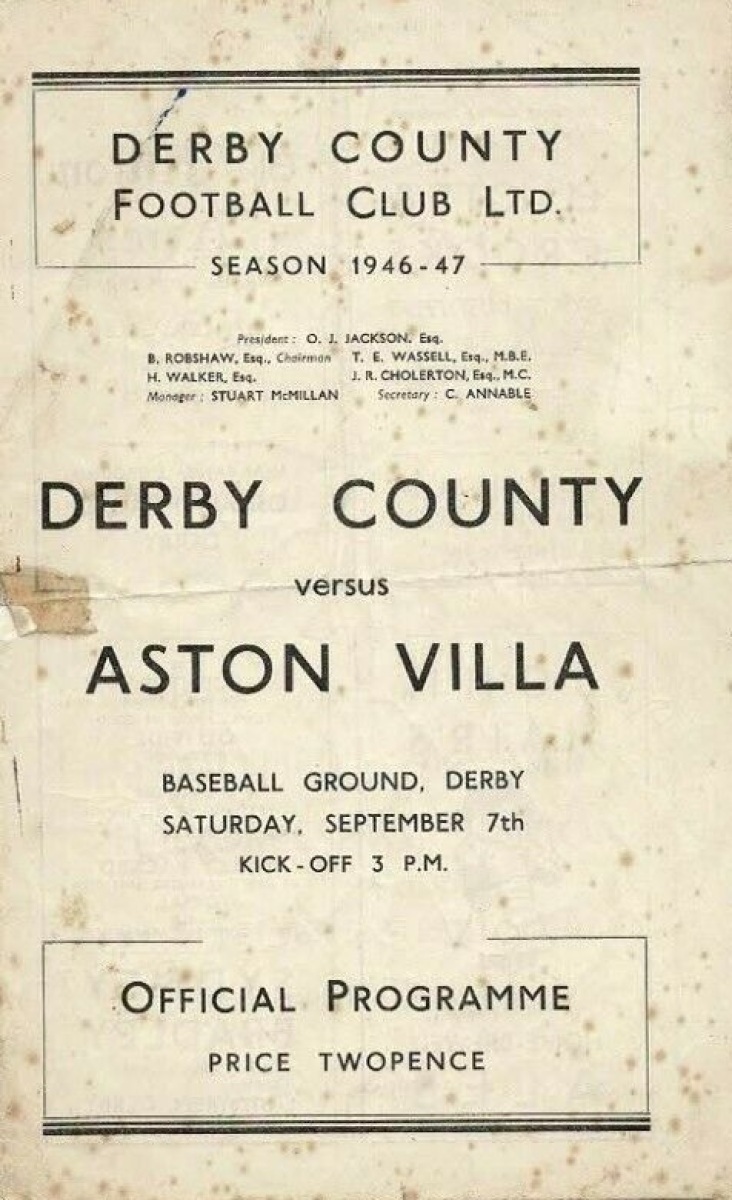 DERBY COUNTY
FOOTBALL CLUB LTD.
SEASON 1946-47
President: O. J. JACKSON. Esq.
B. ROBSHAW, Esq., Chairman T. E. WASSELL, Esq., M.B.E.
H. WALKER, Esq. J. R. CHOLERTON, Esq., M.C.
Manager: STUART McMILLAN Secretary: C. ANNABLE
DERBY COUNTY
versus
ASTON VILLA
BASEBALL GROUND, DERBY
SATURDAY, SEPTEMBER 7th
KICK-OFF 3 P.M.
OFFICIAL PROGRAMME
PRICE TWOPENCE